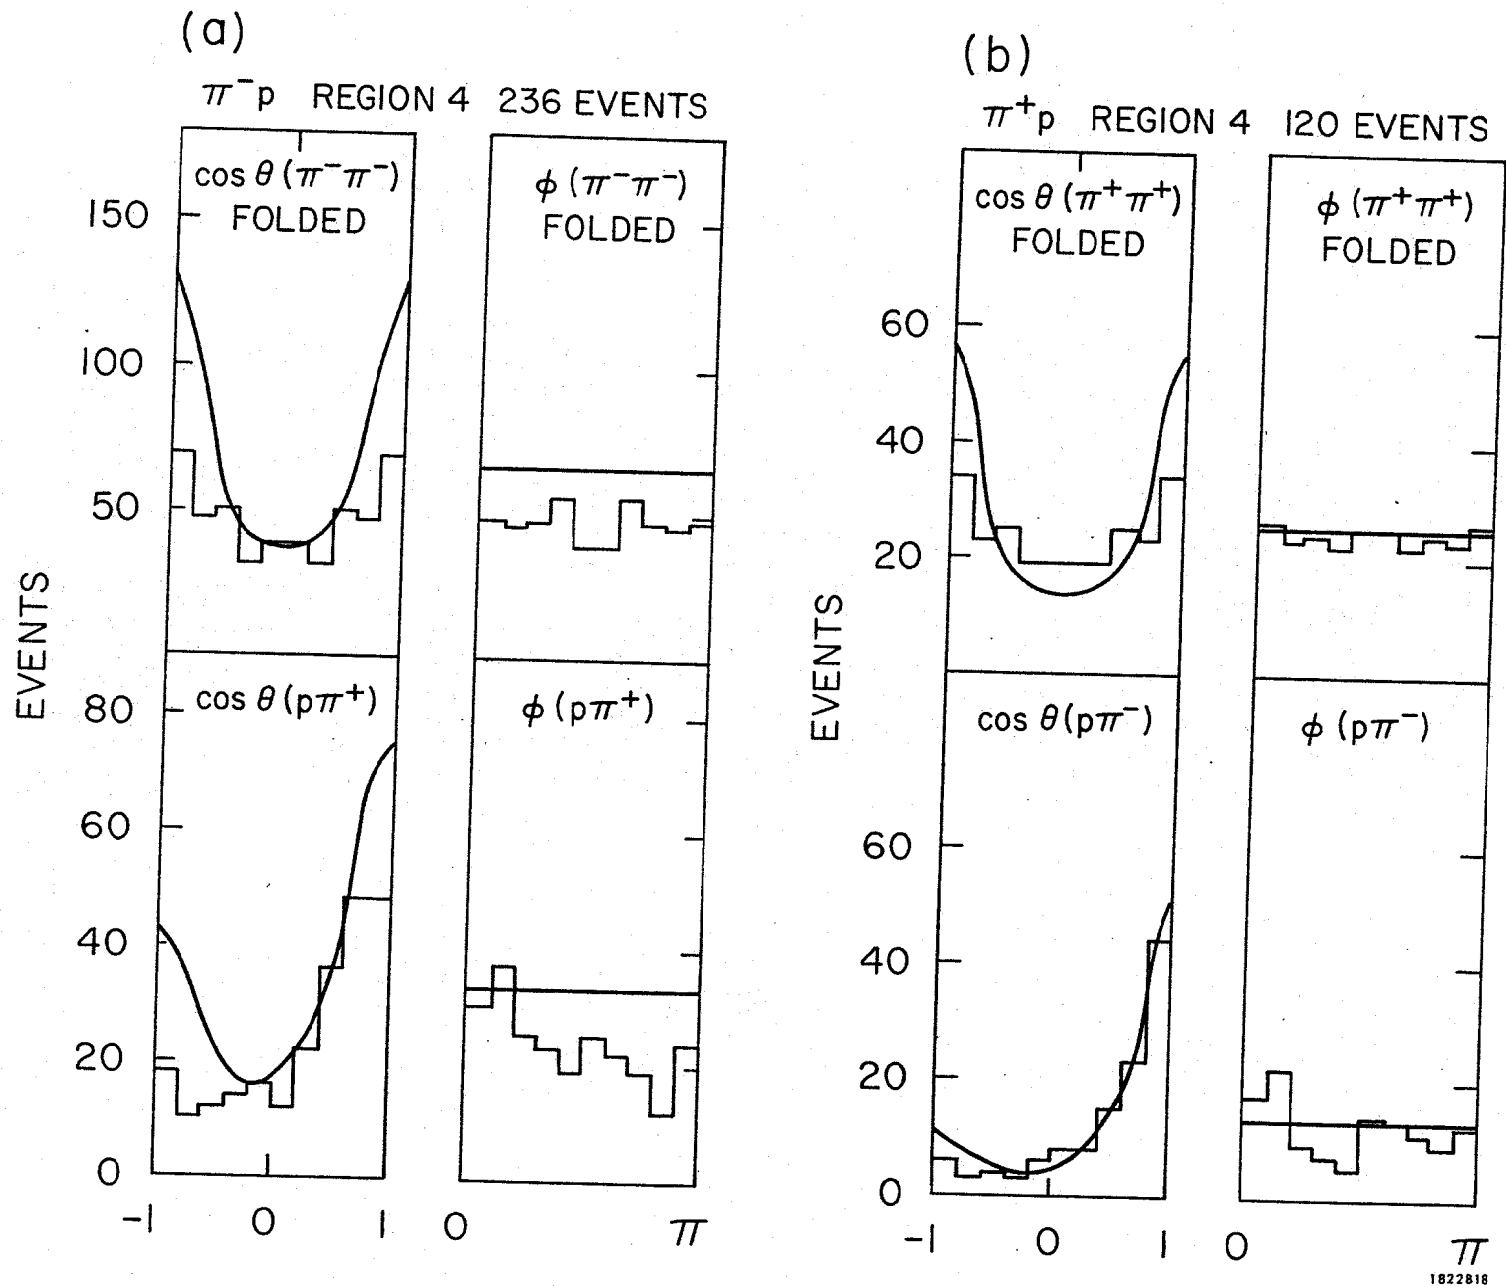 (a)
π⁻p REGION 4 236 EVENTS
cos θ (π⁻π⁻)
FOLDED
ϕ (π⁻π⁻)
FOLDED
150
100
50
EVENTS
cos θ (pπ⁺)
ϕ (pπ⁺)
80
60
40
20
0
-1 0 1
0 π
(b)
π⁺p REGION 4 120 EVENTS
cos θ (π⁺π⁺)
FOLDED
ϕ (π⁺π⁺)
FOLDED
60
40
20
EVENTS
cos θ (pπ⁻)
ϕ (pπ⁻)
60
40
20
0
-1 0 1
0 π
1822B18